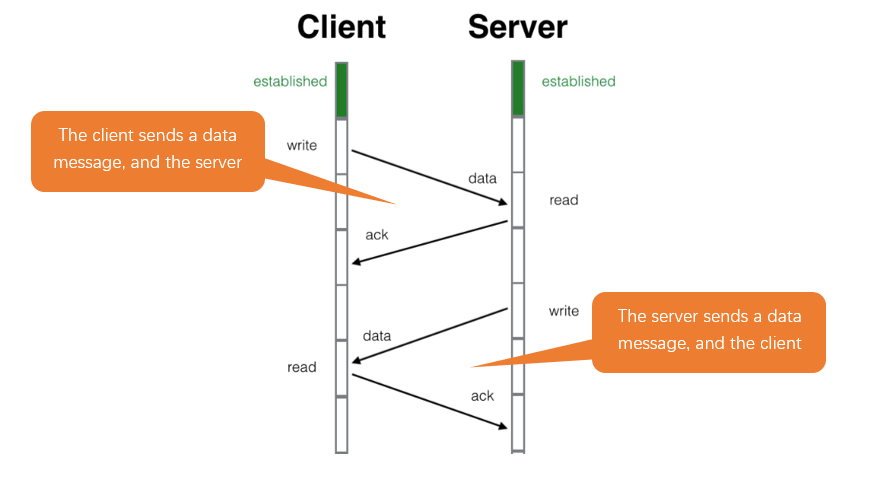 Client Server
established established
The client sends a data
message, and the server
write
data
read
ack
write
The server sends a data
message, and the client
data
read
ack